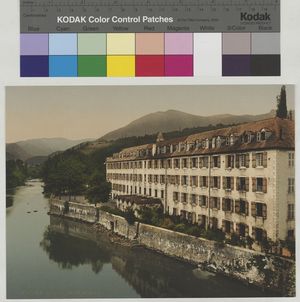 KODAK Color Control Patches
Kodak
Blue Cyan Green Yellow Red Magenta White 3/Color Black